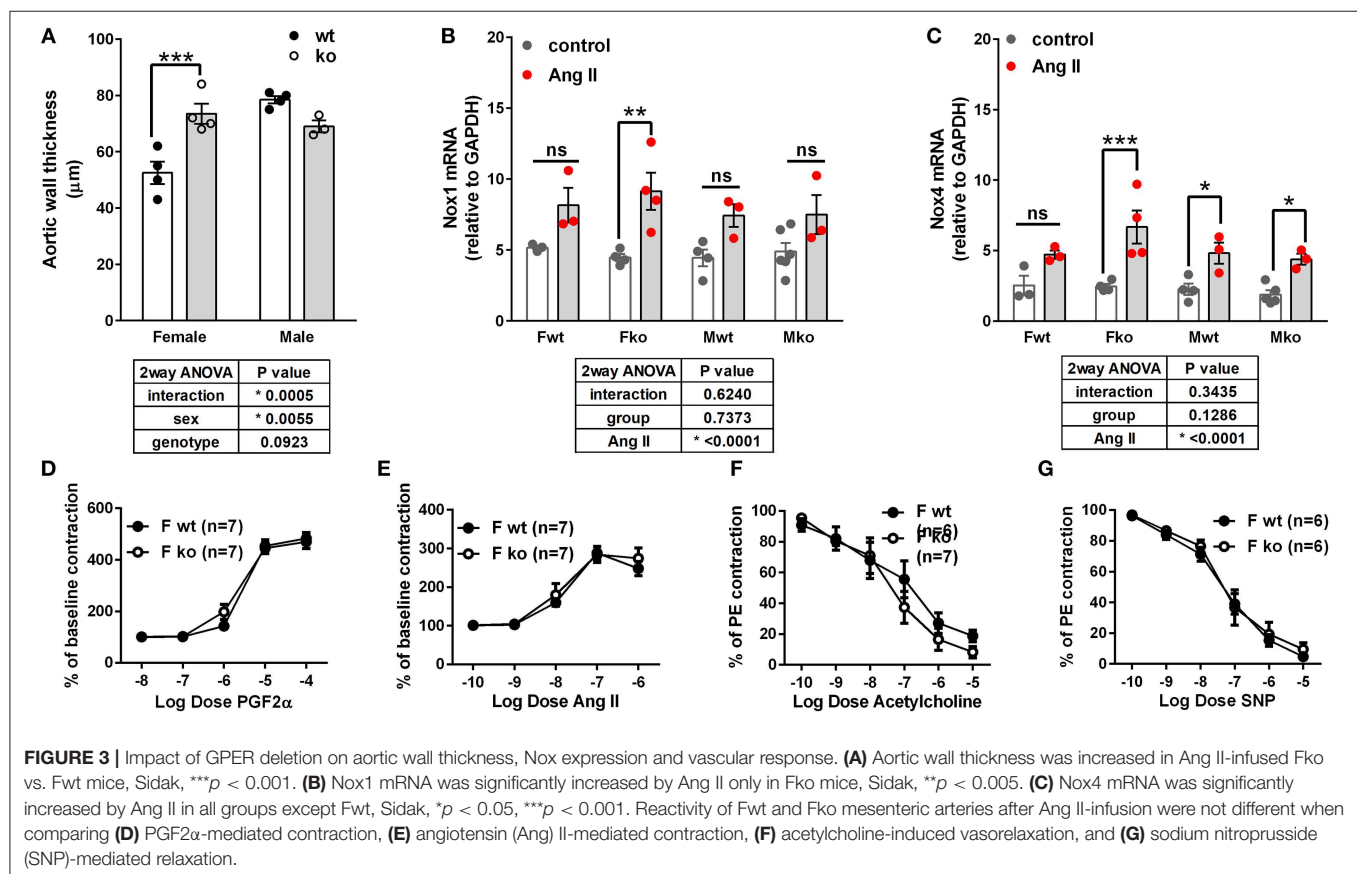 A
100
80
60
40
20
0
Aortic wall thickness
(μm)
***
wt
ko
Female
Male
2way ANOVA P value
interaction * 0.0005
sex * 0.0055
genotype 0.0923
B
20
15
10
5
0
Nox1 mRNA
(relative to GAPDH)
control
Ang II
ns
**
ns
ns
Fwt Fko Mwt Mko
2way ANOVA P value
interaction 0.6240
group 0.7373
Ang II * <0.0001
C
20
15
10
5
0
Nox4 mRNA
(relative to GAPDH)
control
Ang II
ns
***
*
*
Fwt Fko Mwt Mko
2way ANOVA P value
interaction 0.3435
group 0.1286
Ang II * <0.0001
D
600
400
200
0
% of baseline contraction
F wt (n=7)
F ko (n=7)
-8 -7 -6 -5 -4
Log Dose PGF2α
E
400
300
200
100
0
% of baseline contraction
F wt (n=7)
F ko (n=7)
-10 -9 -8 -7 -6
Log Dose Ang II
F
100
80
60
40
20
0
% of PE contraction
F wt
(n=6)
F ko
(n=7)
-10 -9 -8 -7 -6 -5
Log Dose Acetylcholine
G
100
80
60
40
20
0
% of PE contraction
F wt (n=6)
F ko (n=6)
-10 -9 -8 -7 -6 -5
Log Dose SNP
FIGURE 3 | Impact of GPER deletion on aortic wall thickness, Nox expression and vascular response. (A) Aortic wall thickness was increased in Ang II-infused Fko
vs. Fwt mice, Sidak, ***p < 0.001. (B) Nox1 mRNA was significantly increased by Ang II only in Fko mice, Sidak, **p < 0.005. (C) Nox4 mRNA was significantly
increased by Ang II in all groups except Fwt, Sidak, *p < 0.05, ***p < 0.001. Reactivity of Fwt and Fko mesenteric arteries after Ang II-infusion were not different when
comparing (D) PGF2α-mediated contraction, (E) angiotensin (Ang) II-mediated contraction, (F) acetylcholine-induced vasorelaxation, and (G) sodium nitroprusside
(SNP)-mediated relaxation.